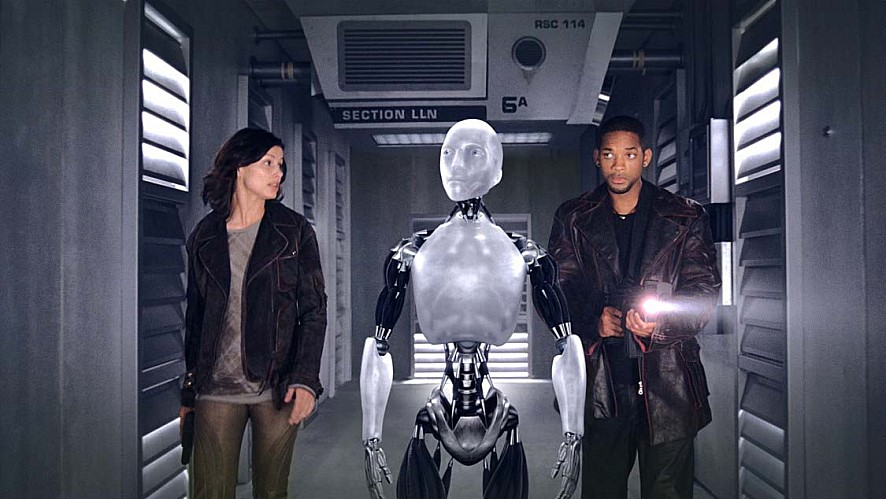 RSC 114
6A
SECTION LLN